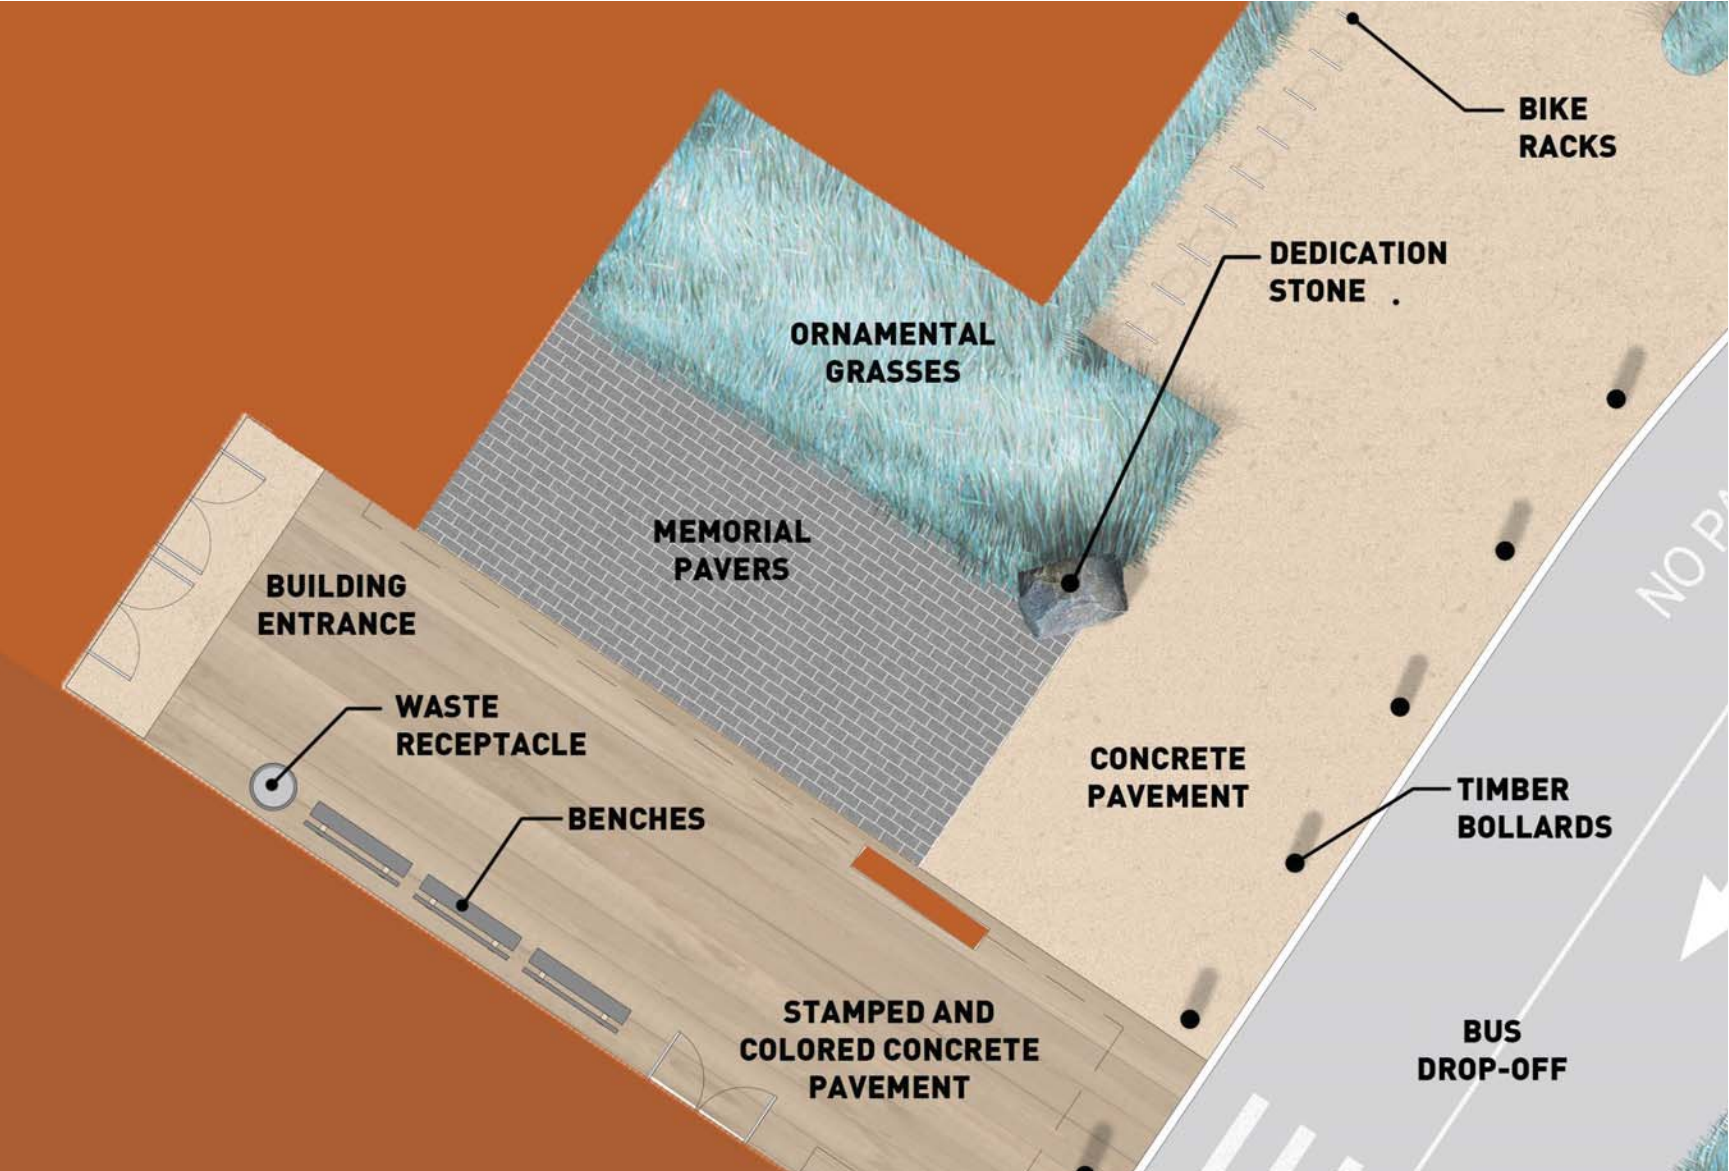 BIKE
RACKS
DEDICATION
STONE
ORNAMENTAL
GRASSES
MEMORIAL
PAVERS
BUILDING
ENTRANCE
WASTE
RECEPTACLE
BENCHES
CONCRETE
PAVEMENT
TIMBER
BOLLARDS
STAMPED AND
COLORED CONCRETE
PAVEMENT
BUS
DROP-OFF
NO